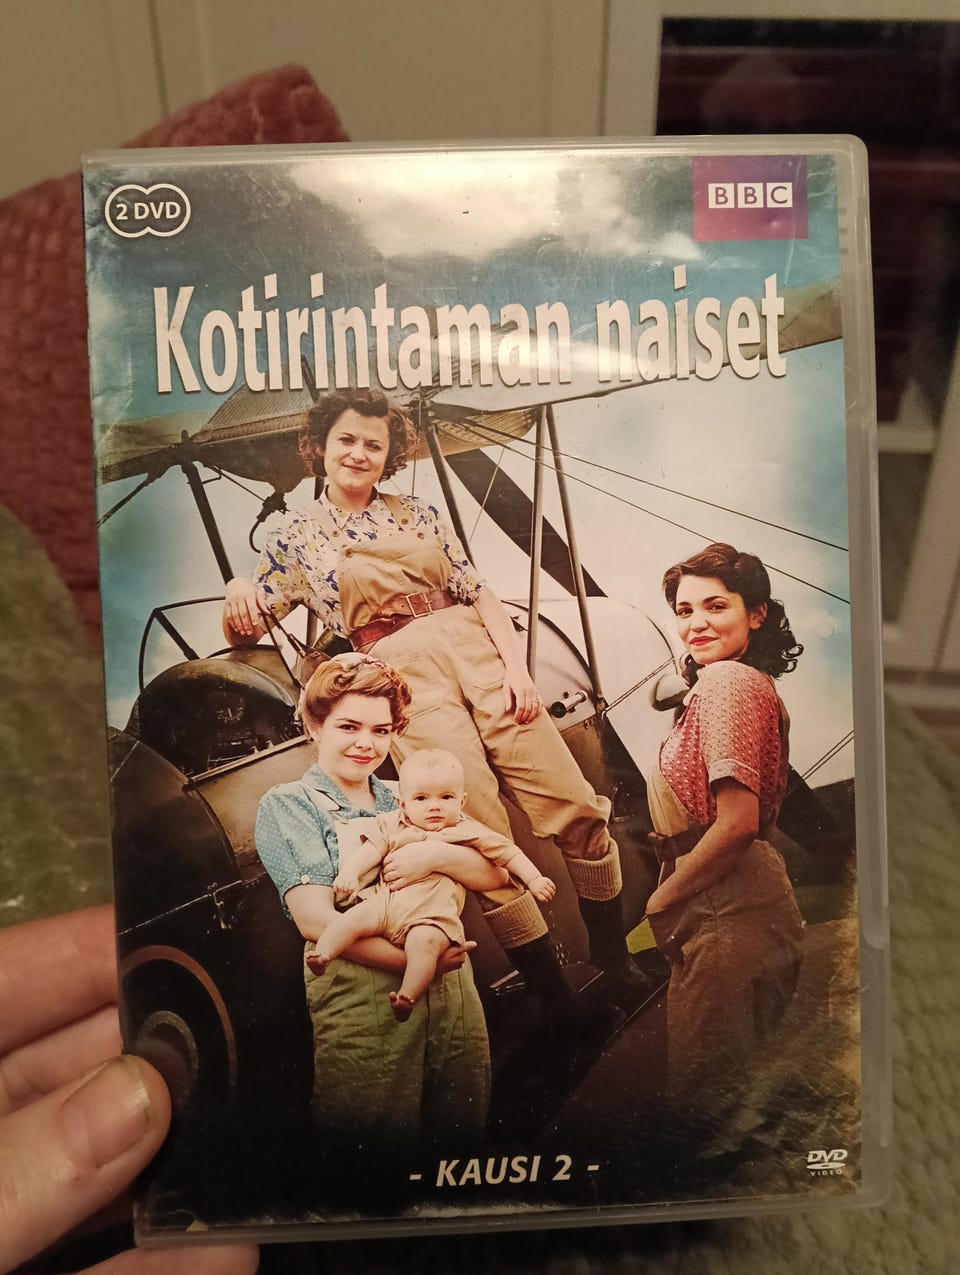 2 DVD
BBC
Kotirintaman naiset
- KAUSI 2 -
DVD
VIDEO